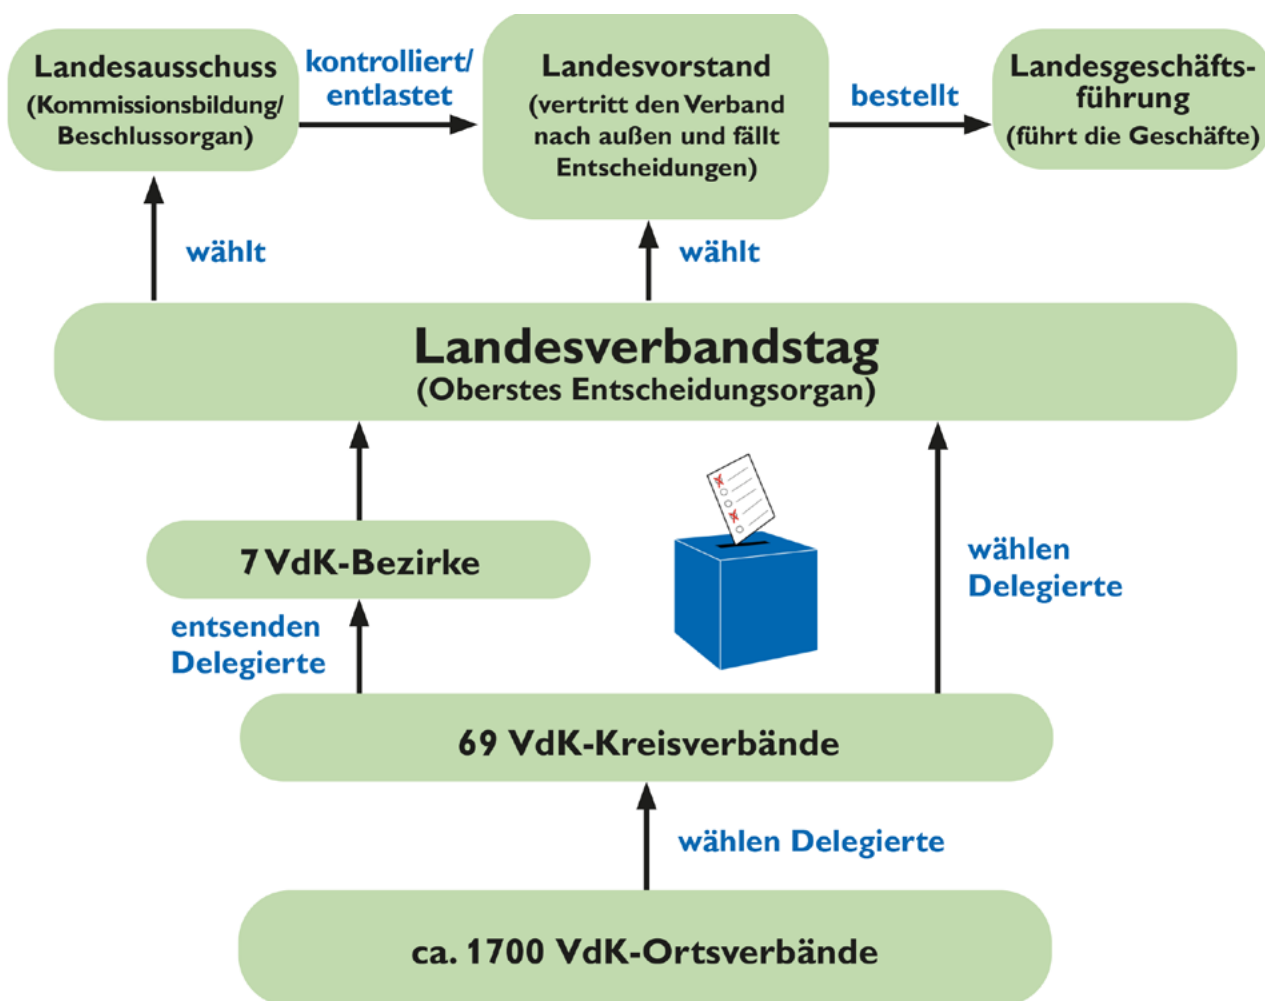 Landesausschuss
(Kommissionsbildung/
Beschlussorgan)
kontrolliert/
entlastet
Landesvorstand
(vertritt den Verband
nach außen und fällt
Entscheidungen)
bestellt
Landesgeschäfts-
führung
(führt die Geschäfte)
wählt
wählt
Landesverbandstag
(Oberstes Entscheidungsorgan)
7 VdK-Bezirke
wählen
Delegierte
entsenden
Delegierte
69 VdK-Kreisverbände
wählen Delegierte
ca. 1700 VdK-Ortsverbände